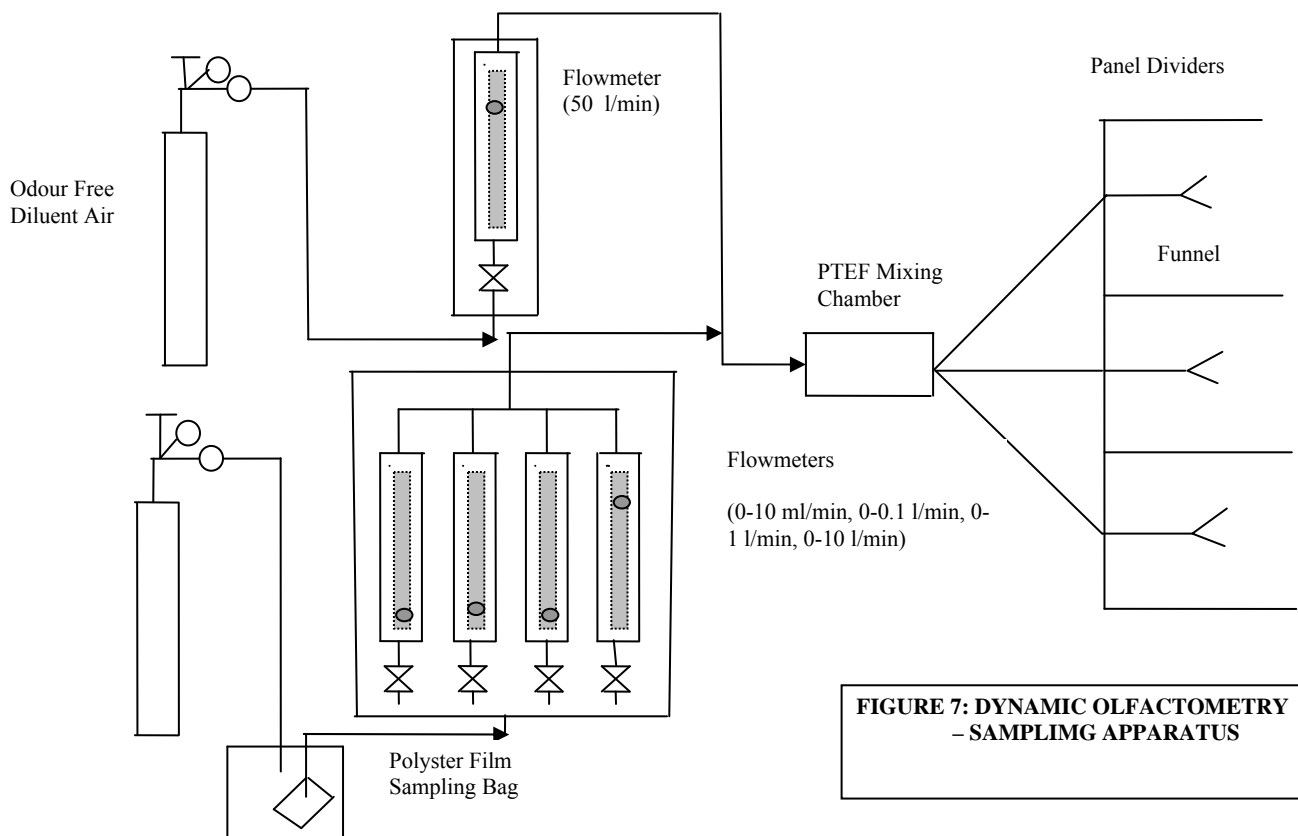 Flowmeter
(50 l/min)
Panel Dividers
Odour Free
Diluent Air
Funnel
PTEF Mixing
Chamber
Flowmeters
(0-10 ml/min, 0-0.1 l/min, 0-
1 l/min, 0-10 l/min)
Polyster Film
Sampling Bag
FIGURE 7: DYNAMIC OLFACTOMETRY
– SAMPLIMG APPARATUS